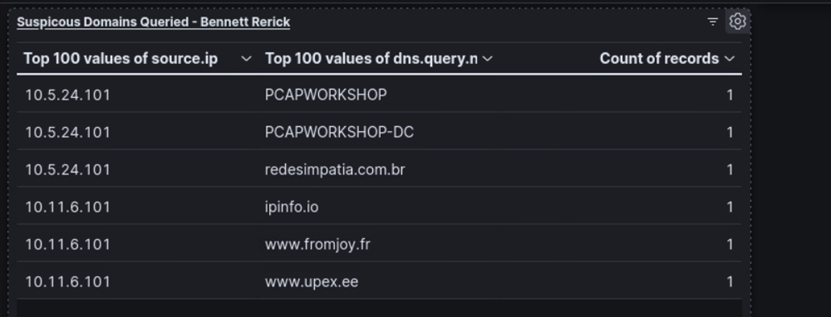 Suspicous Domains Queried - Bennett Rerick
Top 100 values of source.ip Top 100 values of dns.query.n Count of records
10.5.24.101 PCAPWORKSHOP 1
10.5.24.101 PCAPWORKSHOP-DC 1
10.5.24.101 redesimpatia.com.br 1
10.11.6.101 ipinfo.io 1
10.11.6.101 www.fromjoy.fr 1
10.11.6.101 www.upex.ee 1